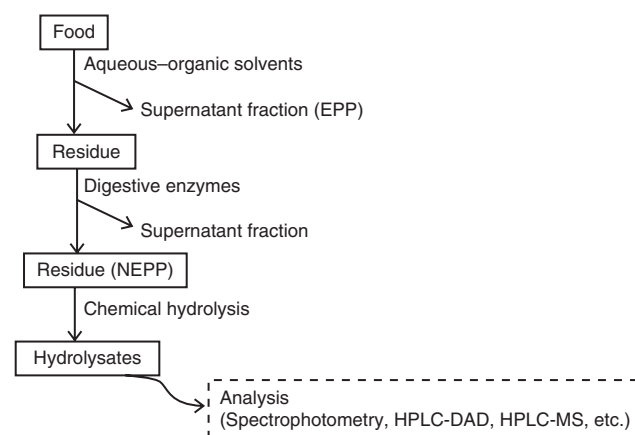 Food
Aqueous–organic solvents
Supernatant fraction (EPP)
Residue
Digestive enzymes
Supernatant fraction
Residue (NEPP)
Chemical hydrolysis
Hydrolysates
Analysis
(Spectrophotometry, HPLC-DAD, HPLC-MS, etc.)